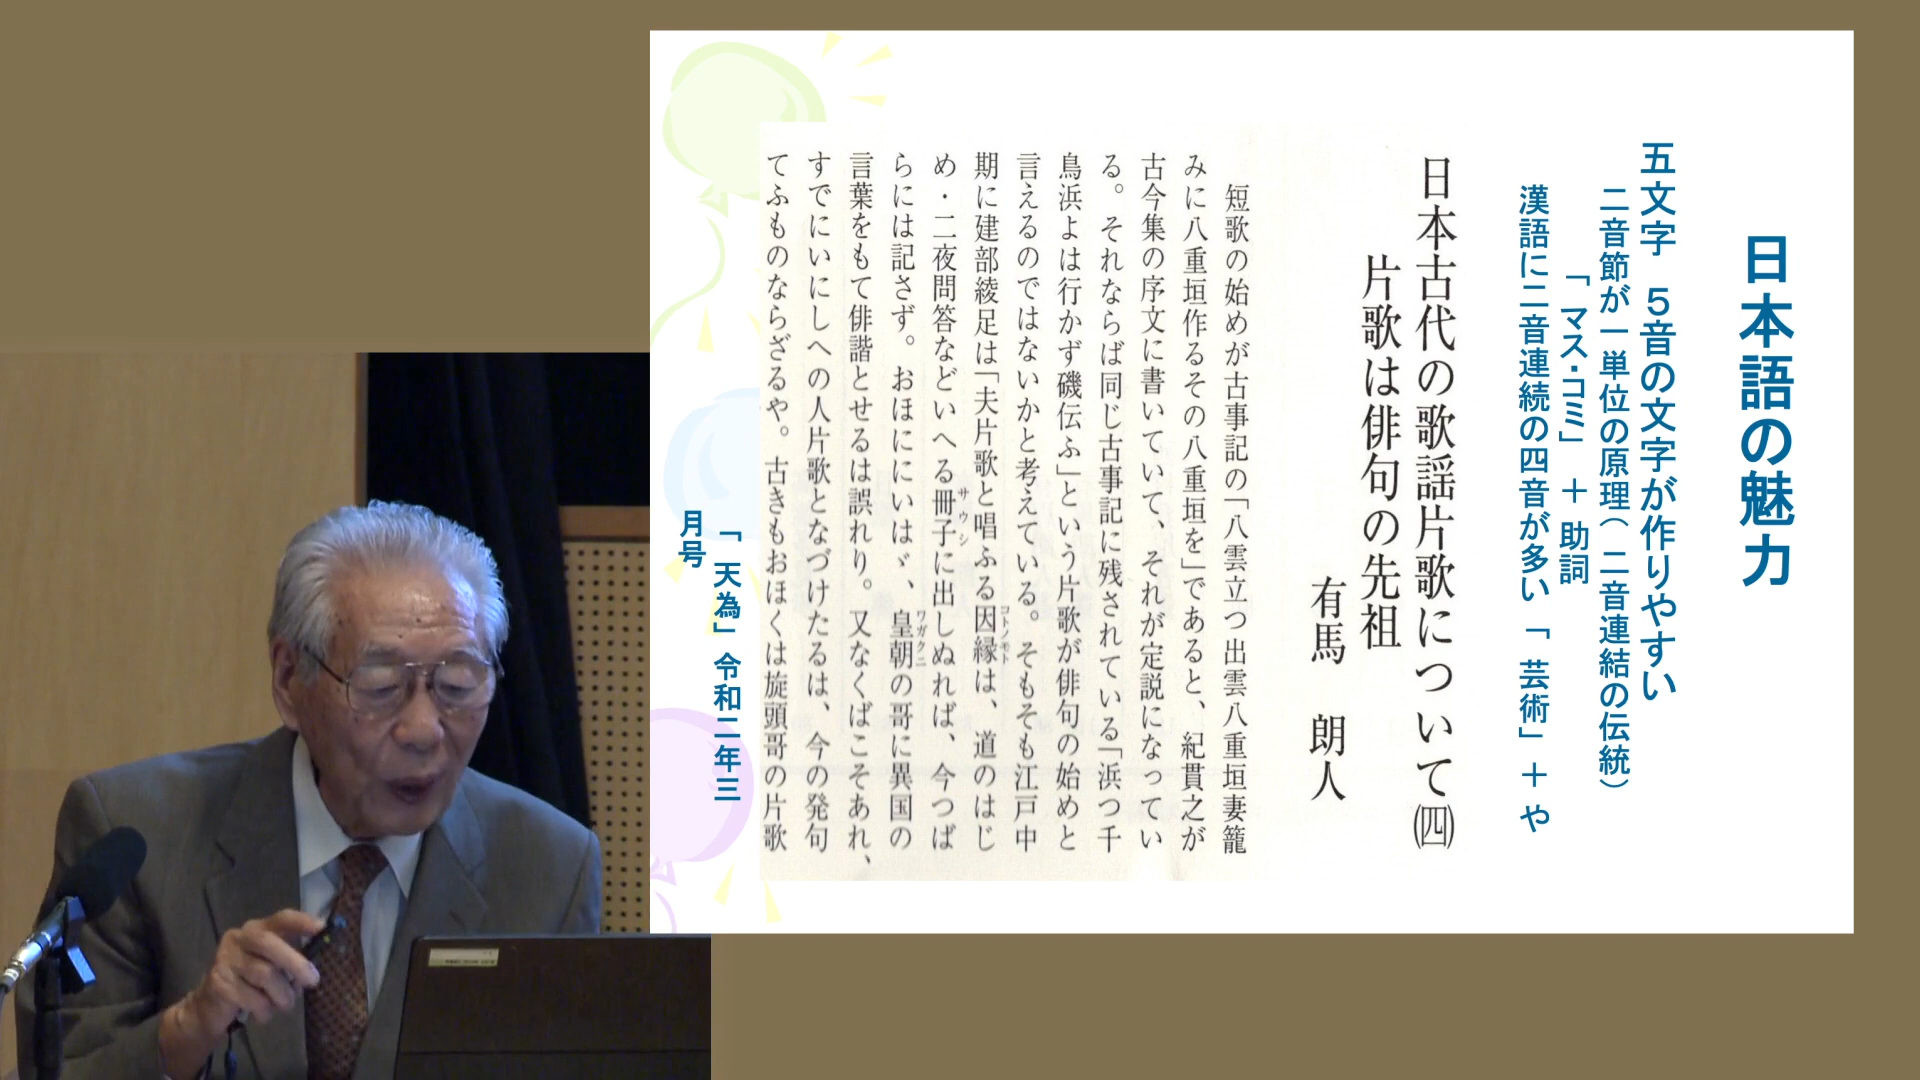 日本語の魅力
五文字　５音の文字が作りやすい
二音節が一単位の原理（二音連結の伝統）
「マス・コミ」＋助詞
漢語に二音連続の四音が多い「芸術」＋や
日本古代の歌謡片歌について㈣
片歌は俳句の先祖
有馬　朗人
短歌の始めが古事記の「八雲立つ出雲八重垣妻籠
みに八重垣作るその八重垣を」であると、紀貫之が
古今集の序文に書いていて、それが定説になってい
る。それならば同じ古事記に残されている「浜つ千
鳥浜よは行かず磯伝ふ」という片歌が俳句の始めと
言えるのではないかと考えている。そもそも江戸中
期に建部綾足は「夫片歌と唱ふる因縁は、道のはじ
コトノモト
め・二夜問答などいへる冊子に出しぬれば、今つば
サウシ
らには記さず。おほににいはゞ、皇朝の哥に異国の
ワガクニ
言葉をもて俳諧とせるは誤れり。又なくばこそあれ、
すでにいにしへの人片歌となづけたるは、今の発句
てふものならざるや。古きもおほくは旋頭哥の片歌
「天為」令和二年三
月号